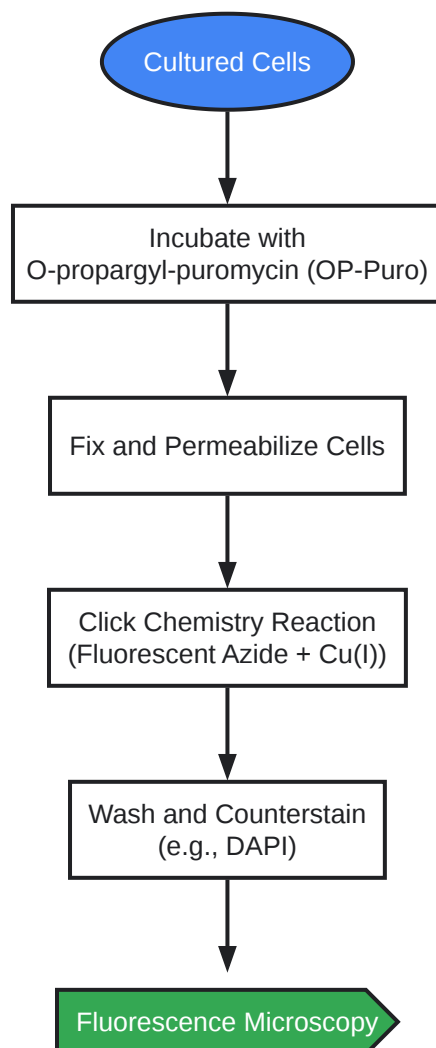 Cultured Cells
Incubate with
O-propargyl-puromycin (OP-Puro)
Fix and Permeabilize Cells
Click Chemistry Reaction
(Fluorescent Azide + Cu(I))
Wash and Counterstain
(e.g., DAPI)
Fluorescence Microscopy